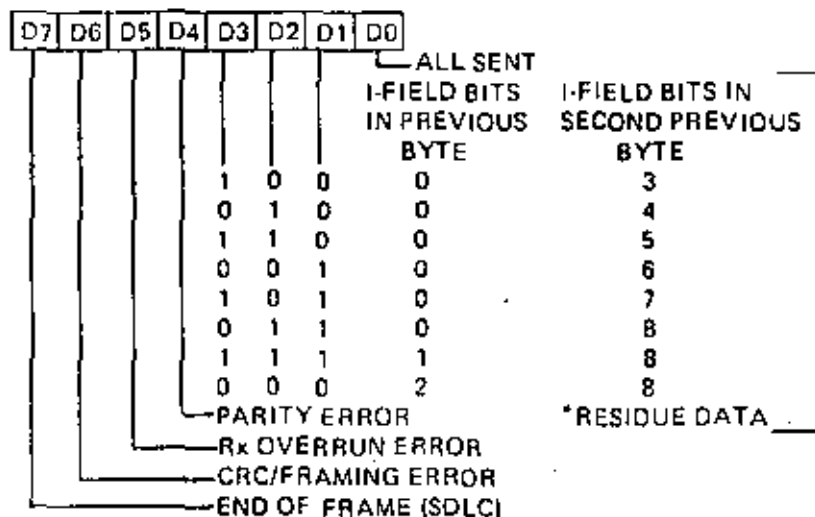 D7 D6 D5 D4 D3 D2 D1 D0
ALL SENT
I-FIELD BITS I-FIELD BITS IN
IN PREVIOUS SECOND PREVIOUS
BYTE BYTE
1 0 0 0 3
0 1 0 0 4
1 1 0 0 5
0 0 1 0 6
1 0 1 0 7
0 1 1 0 8
1 1 1 1 8
0 0 0 2 8
PARITY ERROR *RESIDUE DATA
Rx OVERRUN ERROR
CRC/FRAMING ERROR
END OF FRAME (SDLC)